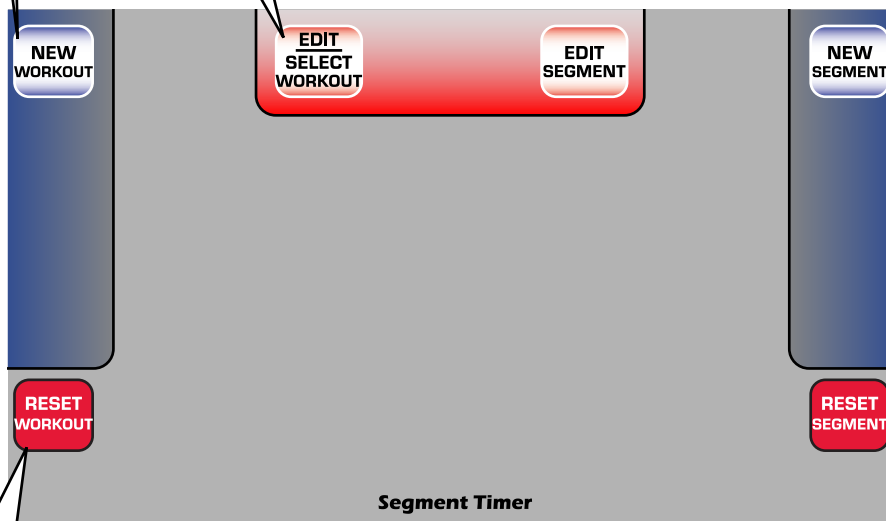 NEW
WORKOUT
EDIT
SELECT
WORKOUT
EDIT
SEGMENT
NEW
SEGMENT
RESET
WORKOUT
RESET
SEGMENT
Segment Timer